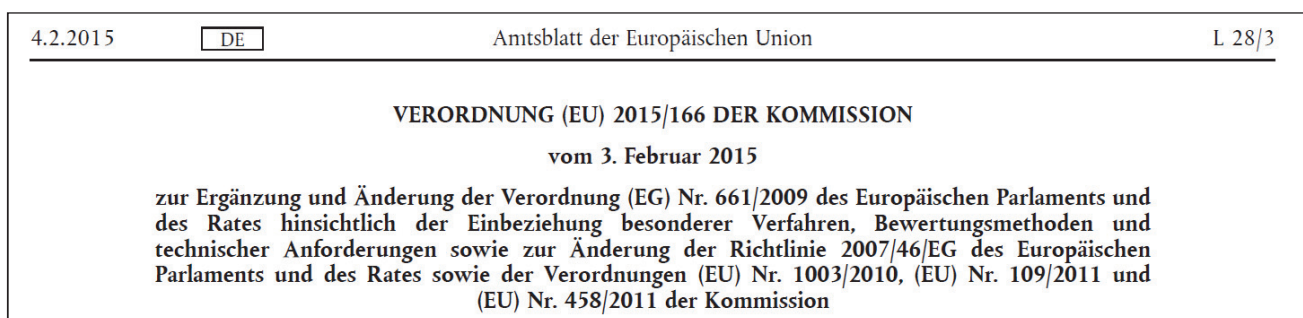 4.2.2015 DE Amtsblatt der Europäischen Union L 28/3
VERORDNUNG (EU) 2015/166 DER KOMMISSION
vom 3. Februar 2015
zur Ergänzung und Änderung der Verordnung (EG) Nr. 661/2009 des Europäischen Parlaments und
des Rates hinsichtlich der Einbeziehung besonderer Verfahren, Bewertungsmethoden und
technischer Anforderungen sowie zur Änderung der Richtlinie 2007/46/EG des Europäischen
Parlaments und des Rates sowie der Verordnungen (EU) Nr. 1003/2010, (EU) Nr. 109/2011 und
(EU) Nr. 458/2011 der Kommission